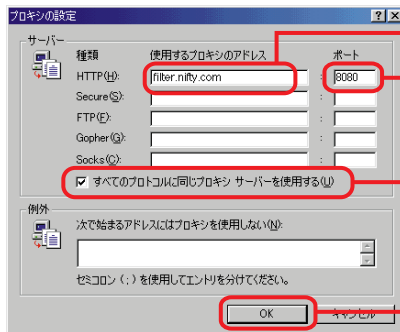 プロキシの設定
サーバー
種類 使用するプロキシのアドレス ポート
HTTP(H): filter.nifty.com : 8080
Secure(S): :
FTP(F): :
Gopher(G): :
Socks(C): :
すべてのプロトコルに同じプロキシ サーバーを使用する(U)
例外
次で始まるアドレスにはプロキシを使用しない(N):
セミコロン ( ; ) を使用してエントリを分けてください。
OK キャンセル